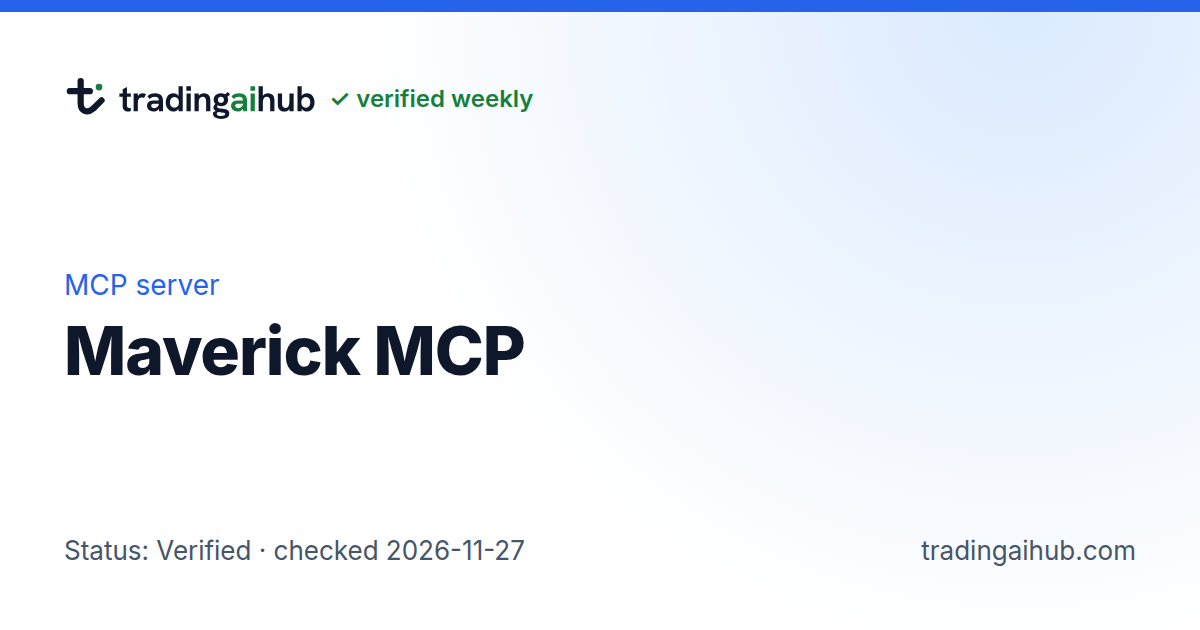 tradingaihub ✓ verified weekly
MCP server
Maverick MCP
Status: Verified · checked 2026-11-27
tradingaihub.com